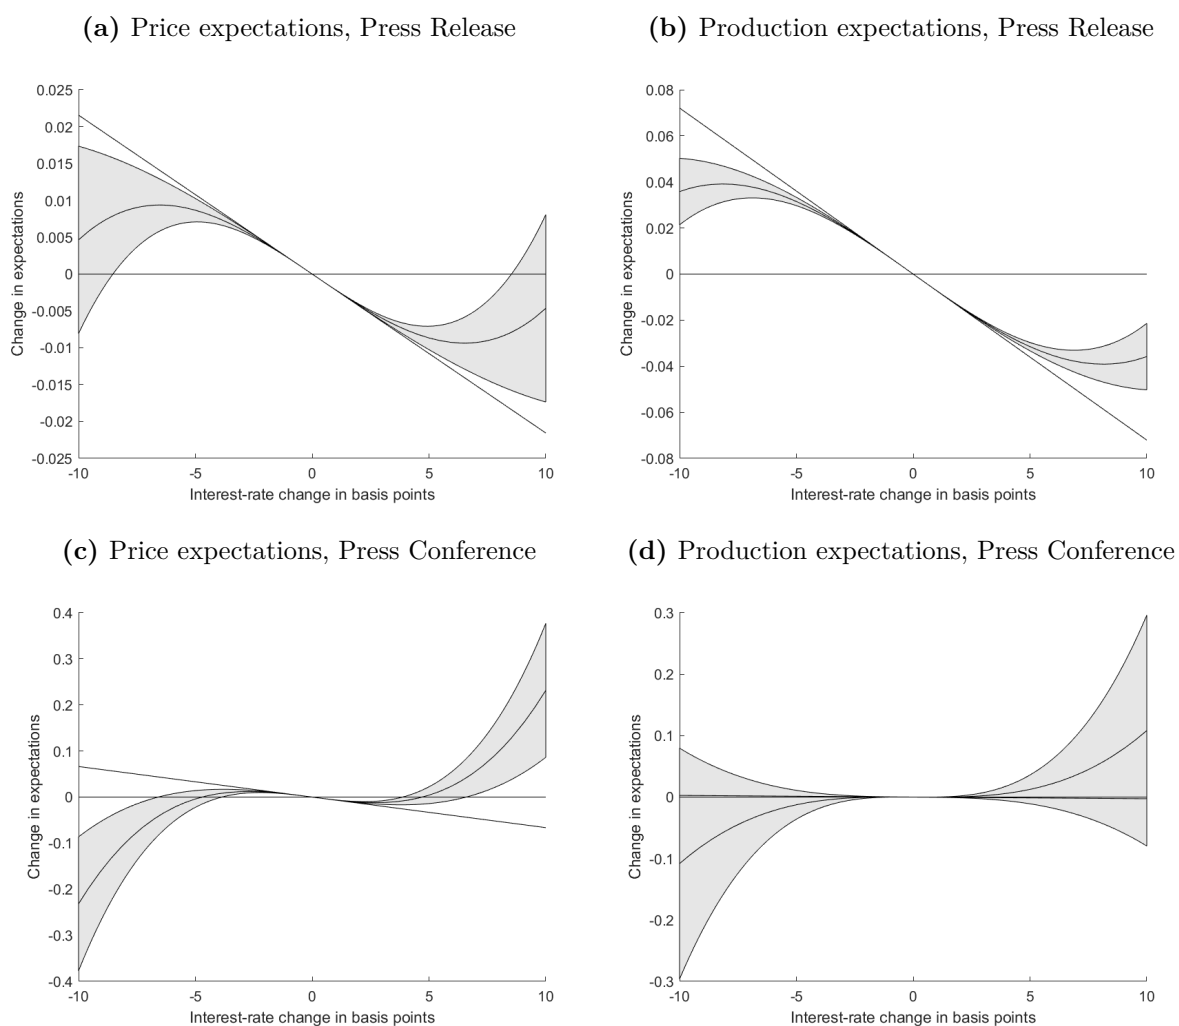 (a) Price expectations, Press Release
(b) Production expectations, Press Release
0.025
0.02
0.015
0.01
0.005
0
-0.005
-0.01
-0.015
-0.02
-0.025
Change in expectations
-10 -5 0 5 10
Interest-rate change in basis points
0.08
0.06
0.04
0.02
0
-0.02
-0.04
-0.06
-0.08
Change in expectations
-10 -5 0 5 10
Interest-rate change in basis points
(c) Price expectations, Press Conference
(d) Production expectations, Press Conference
0.4
0.3
0.2
0.1
0
-0.1
-0.2
-0.3
-0.4
Change in expectations
-10 -5 0 5 10
Interest-rate change in basis points
0.3
0.2
0.1
0
-0.1
-0.2
-0.3
Change in expectations
-10 -5 0 5 10
Interest-rate change in basis points